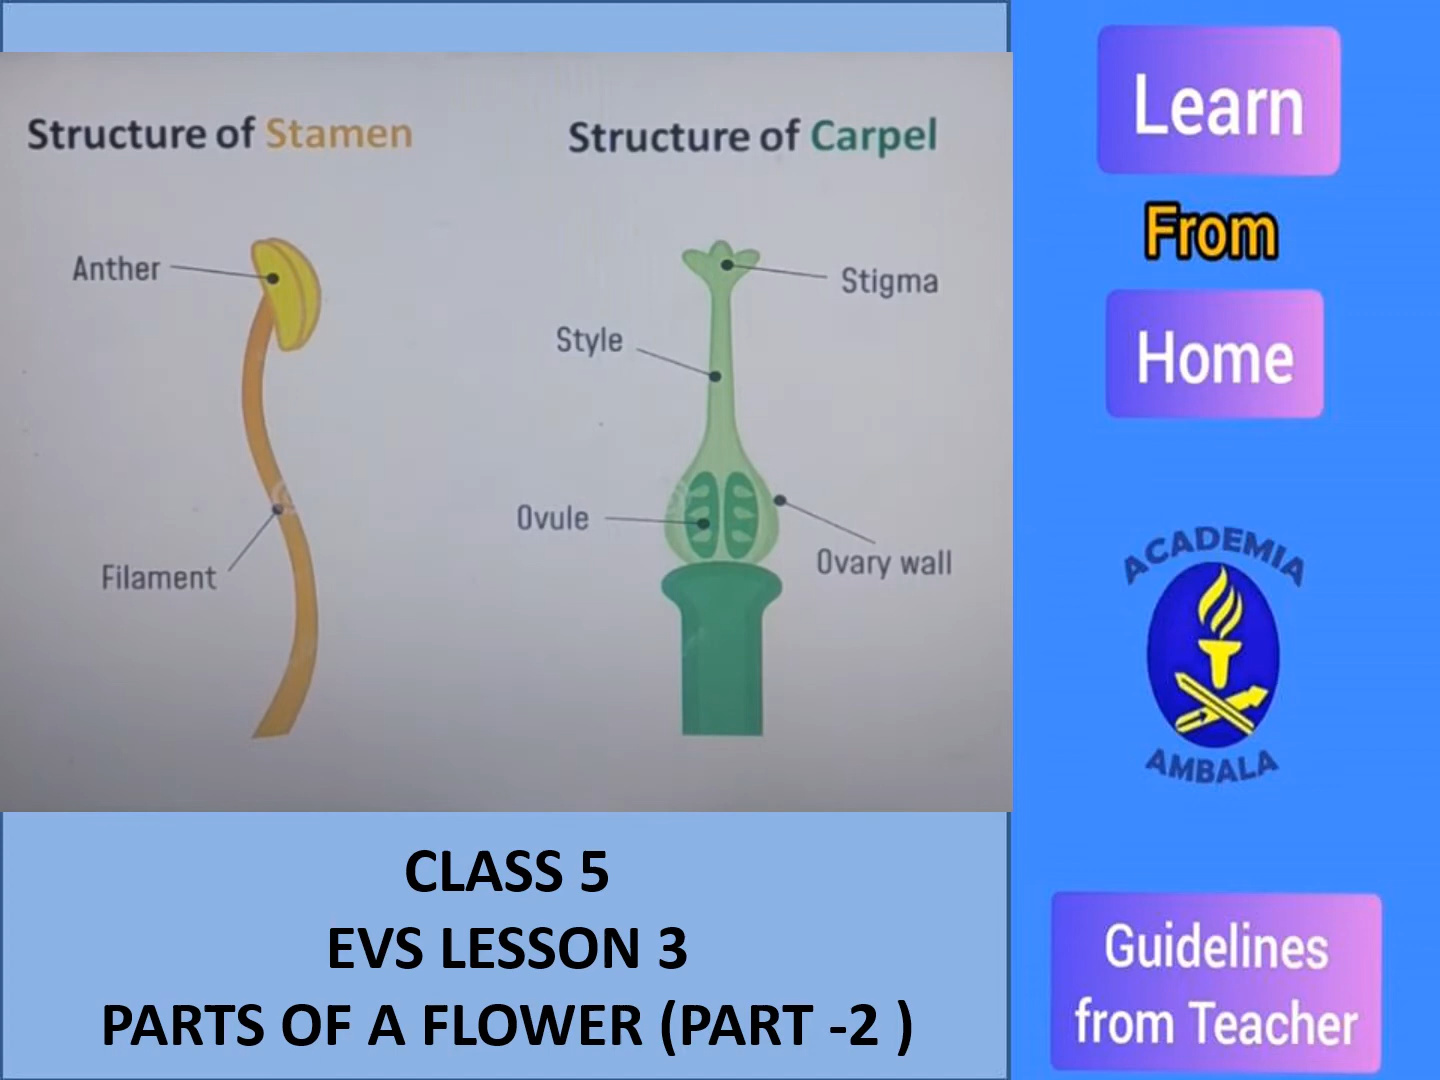 Structure of Stamen
Structure of Carpel
Anther
Filament
Stigma
Style
Ovule
Ovary wall
CLASS 5
EVS LESSON 3
PARTS OF A FLOWER (PART -2 )
Learn
From
Home
ACADEMIA
AMBALA
Guidelines
from Teacher